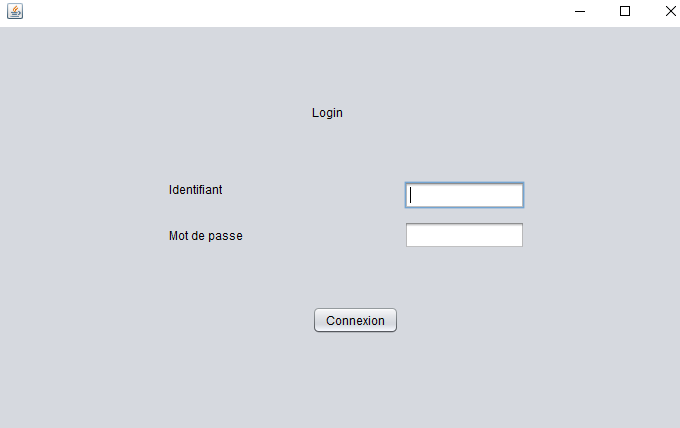 Login
Identifiant
Mot de passe
Connexion